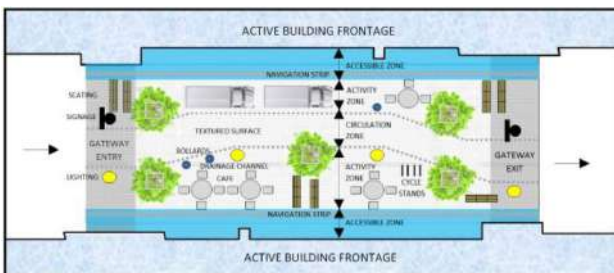 ACTIVE BUILDING FRONTAGE
ACCESSIBLE ZONE
NAVIGATION STRIP
SEATING
ACTIVITY
ZONE
SIGNAGE
TEXTURED SURFACE
CIRCULATION
ZONE
GATEWAY
ENTRY
GATEWAY
EXIT
BOLLARDS
DRAINAGE CHANNEL
CAFE
LIGHTING
ACTIVITY
ZONE
CYCLE
STANDS
NAVIGATION STRIP
ACCESSIBLE ZONE
ACTIVE BUILDING FRONTAGE